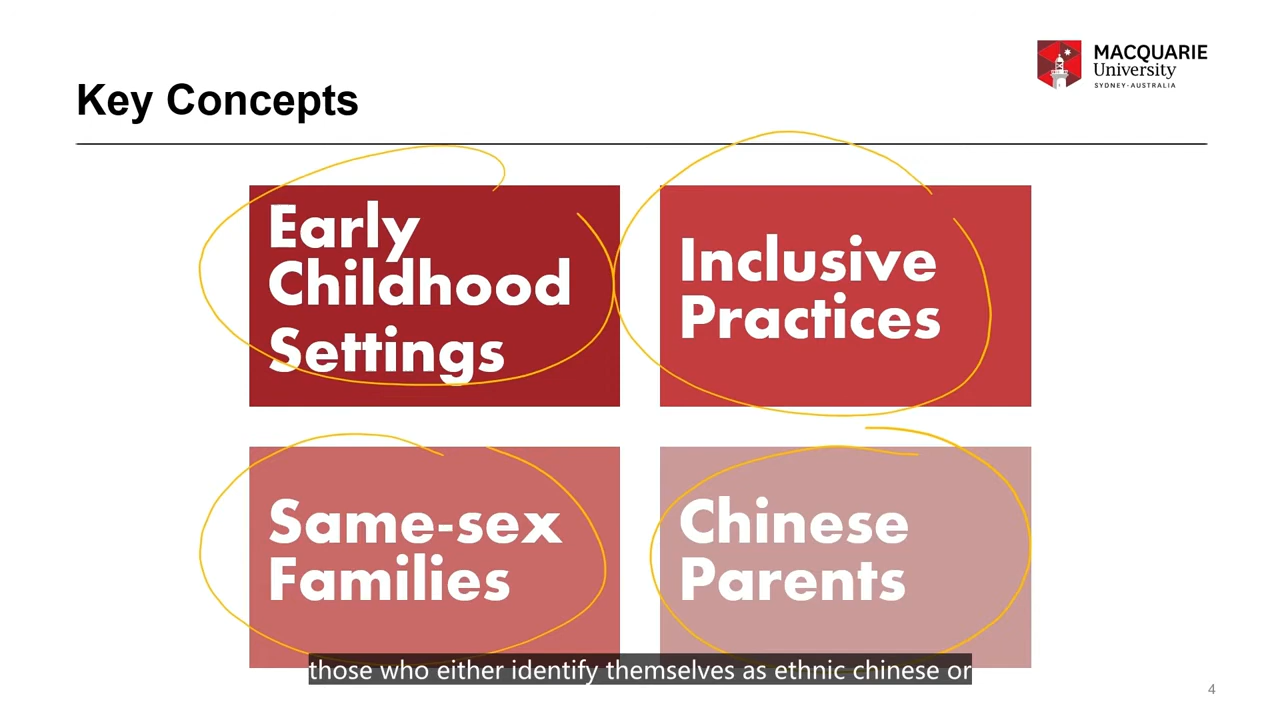 MACQUARIE
University
SYDNEY-AUSTRALIA
Key Concepts
Early
Childhood
Settings
Inclusive
Practices
Same-sex
Families
Chinese
Parents
those who either identify themselves as ethnic chinese or
4